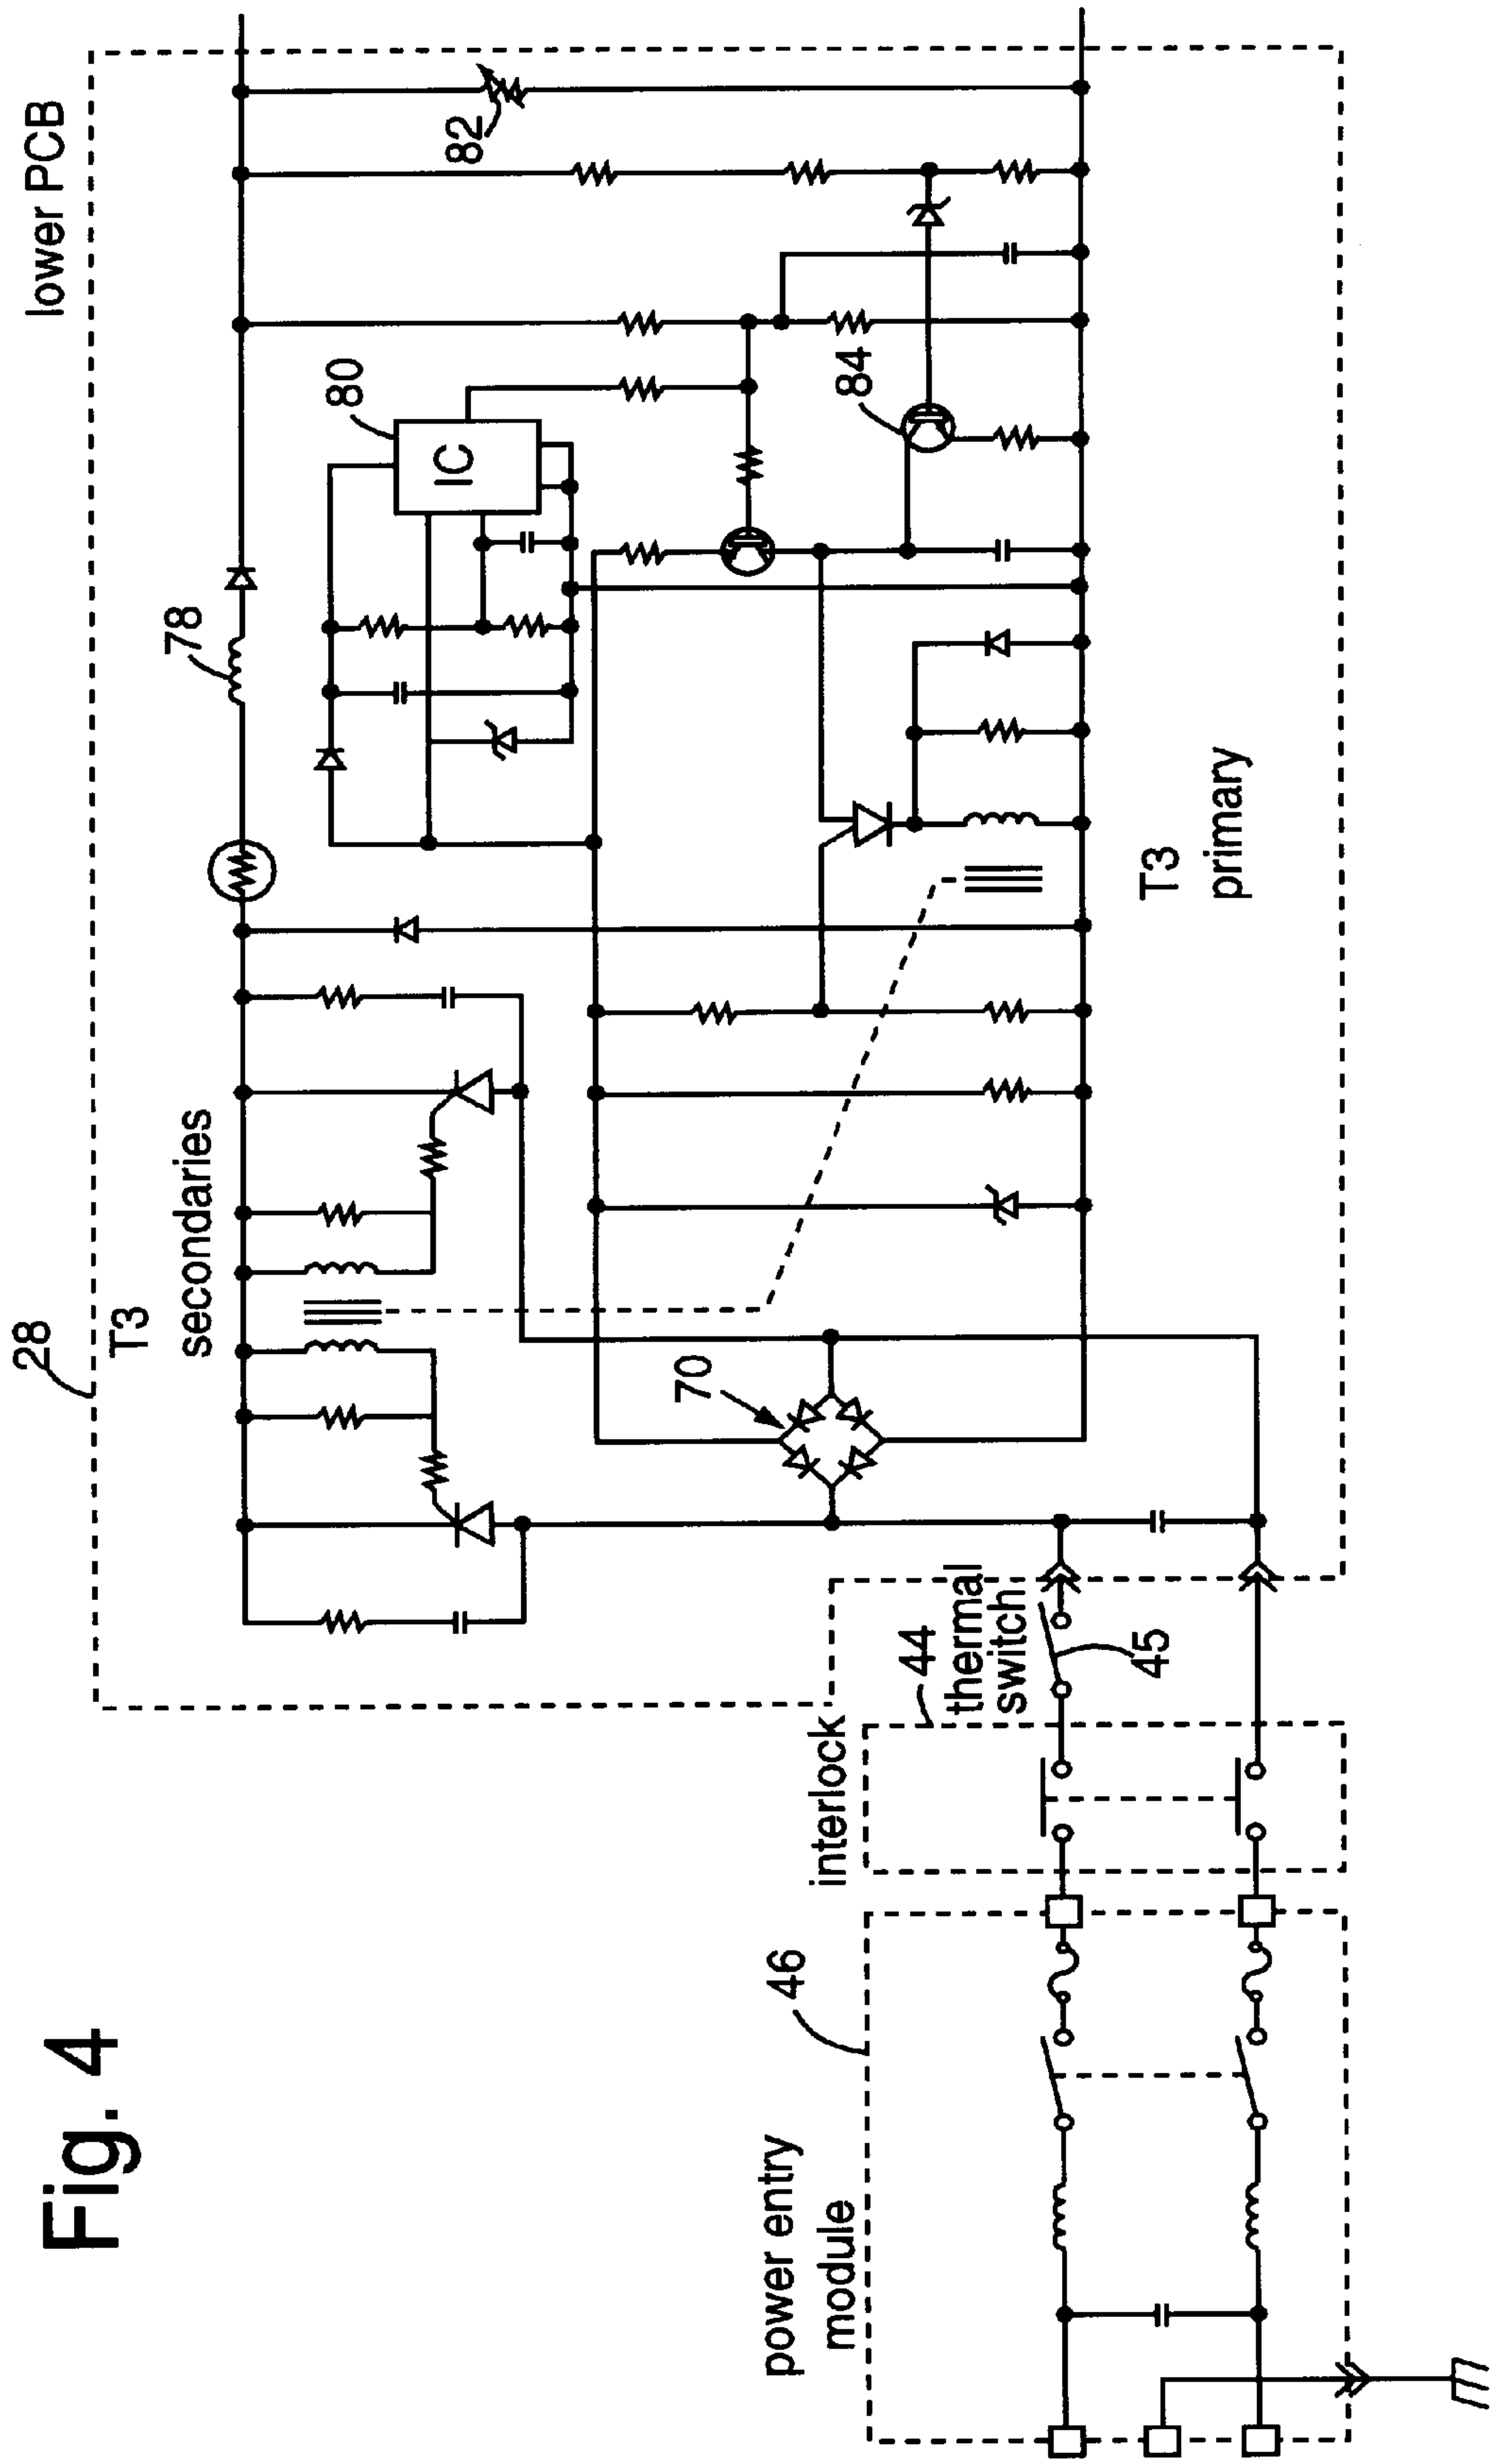 Fig. 4
power entry
module
46
interlock
44
thermal
switch
45
28
T3
secondaries
70
T3
primary
78
80
IC
84
82
lower PCB